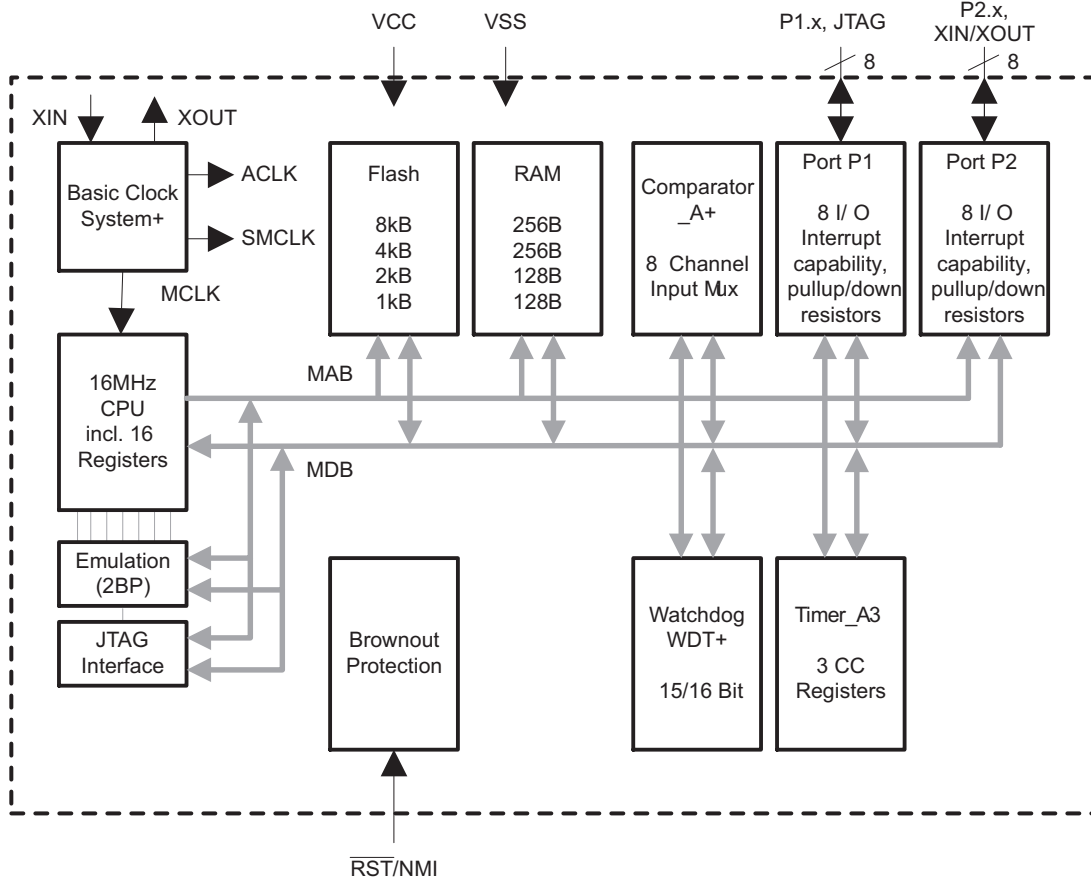 VCC
VSS
P1.x, JTAG
8
P2.x,
XIN/XOUT
8
XIN
XOUT
Basic Clock
System+
ACLK
SMCLK
MCLK
Flash
8kB
4kB
2kB
1kB
RAM
256B
256B
128B
128B
Comparator
_A+
8 Channel
Input Mux
Port P1
8 I/ O
Interrupt
capability,
pullup/down
resistors
Port P2
8 I/ O
Interrupt
capability,
pullup/down
resistors
16MHz
CPU
incl. 16
Registers
MAB
MDB
Emulation
(2BP)
JTAG
Interface
Brownout
Protection
Watchdog
WDT+
15/16 Bit
Timer_A3
3 CC
Registers
RST/NMI